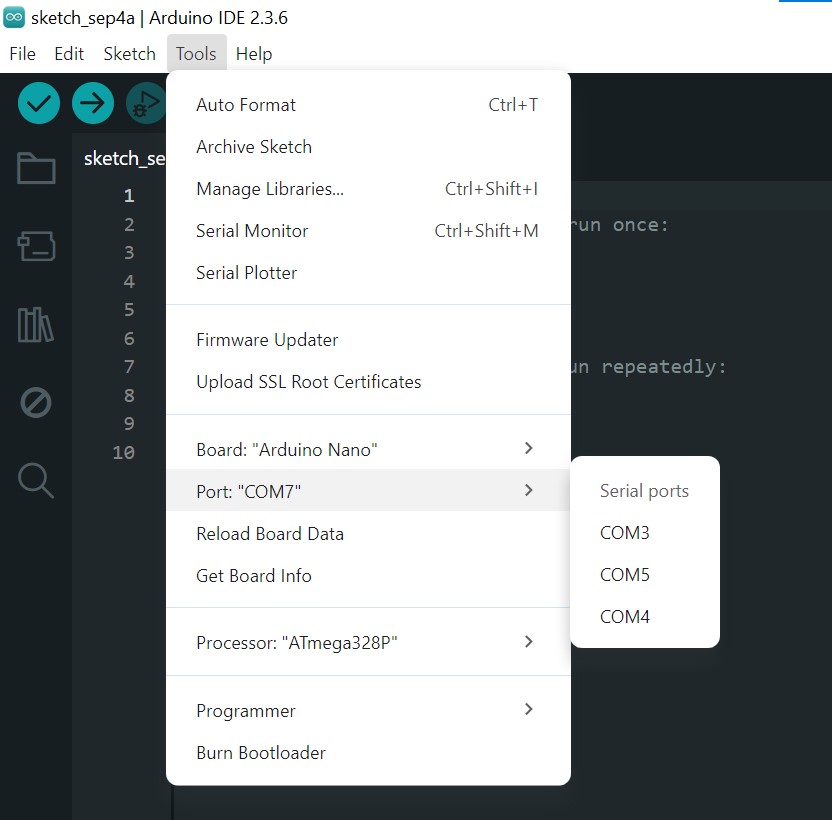 sketch_sep4a | Arduino IDE 2.3.6
File Edit Sketch Tools Help
Auto Format Ctrl+T
sketch_se
Archive Sketch
1
Manage Libraries... Ctrl+Shift+I
2
Serial Monitor Ctrl+Shift+M
run once:
3
Serial Plotter
4
5
6
Firmware Updater
7
Upload SSL Root Certificates
un repeatedly:
8
9
10
Board: "Arduino Nano"
Port: "COM7"
Reload Board Data
Get Board Info
Processor: "ATmega328P"
Programmer
Burn Bootloader
Serial ports
COM3
COM5
COM4